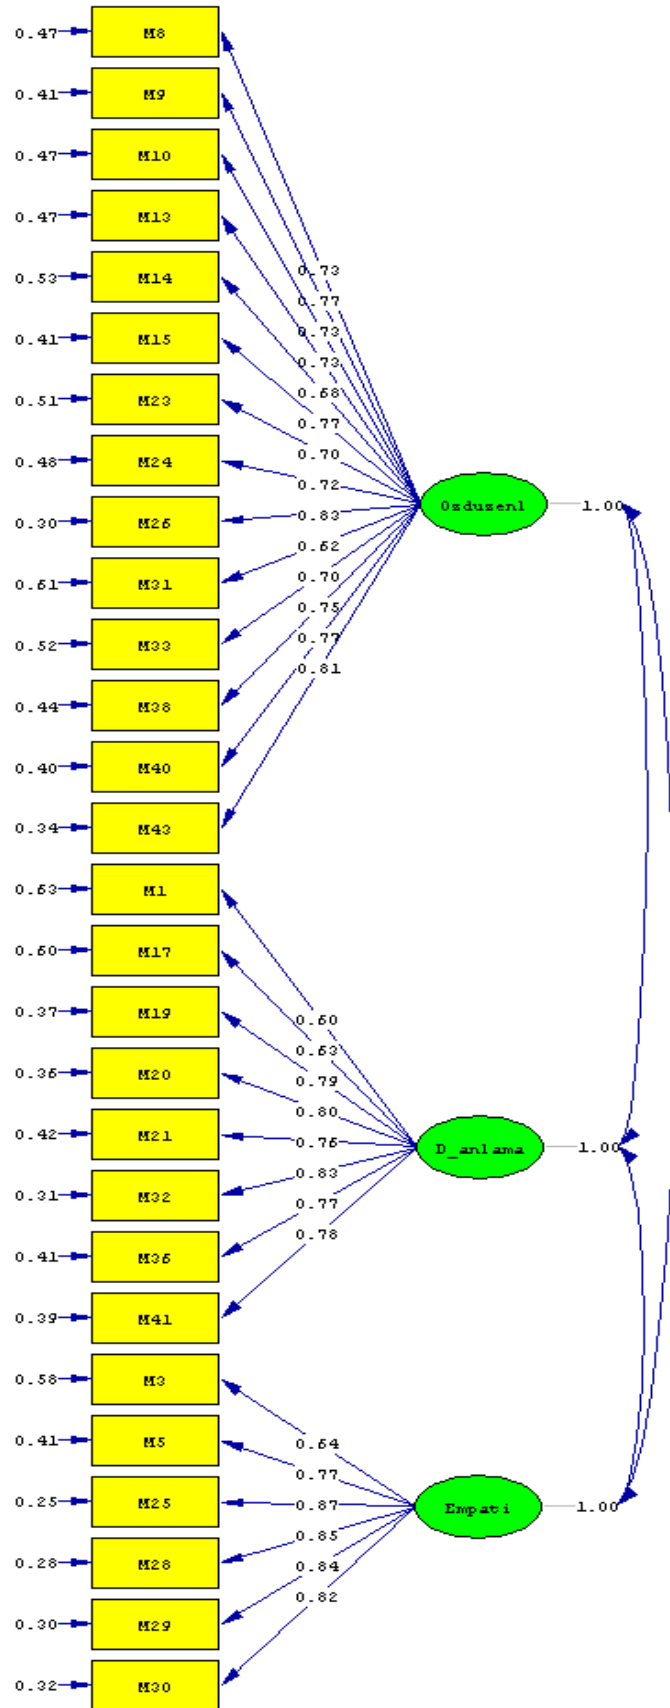 0.47 M8
0.41 M9
0.47 M10
0.47 M13
0.53 M14
0.41 M15
0.51 M23
0.48 M24
0.30 M26
0.61 M31
0.52 M33
0.44 M38
0.40 M40
0.34 M43
0.63 M1
0.60 M17
0.37 M19
0.36 M20
0.42 M21
0.31 M32
0.41 M36
0.39 M41
0.58 M3
0.41 M5
0.25 M25
0.28 M28
0.30 M29
0.32 M30
0.73
0.77
0.73
0.73
0.68
0.77
0.70
0.72
0.83
0.62
0.70
0.75
0.77
0.81
Ozduzenl 1.00
0.60
0.63
0.79
0.80
0.76
0.83
0.77
0.78
D_anlama 1.00
0.64
0.77
0.87
0.85
0.84
0.82
Empati 1.00